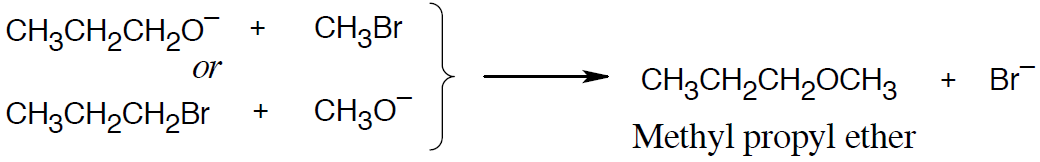 CH₃CH₂CH₂O⁻ + CH₃Br
or
CH₃CH₂CH₂Br + CH₃O⁻
CH₃CH₂CH₂OCH₃ + Br⁻
Methyl propyl ether